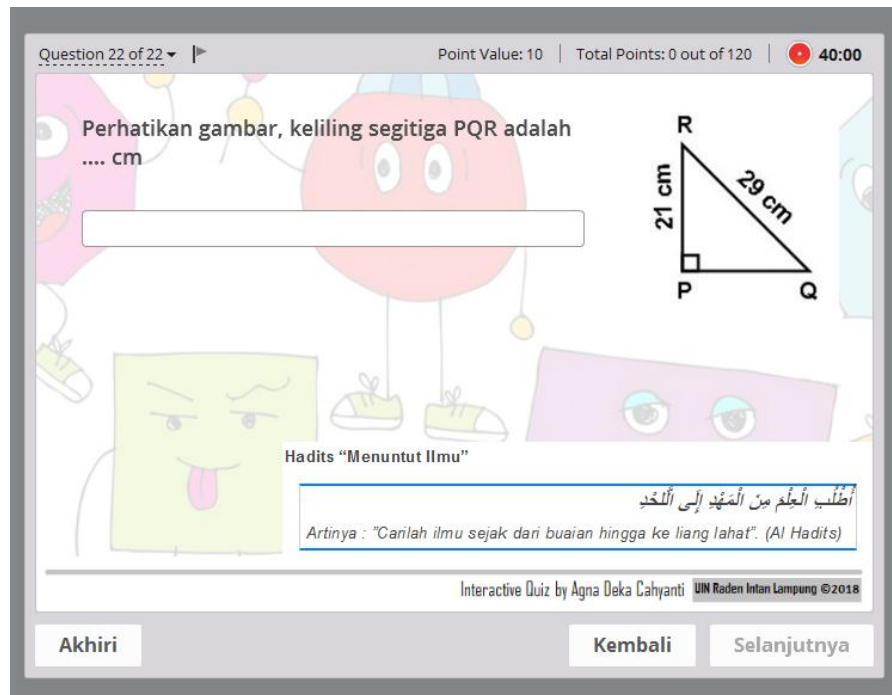 Question 22 of 22
Point Value: 10 | Total Points: 0 out of 120 | 40:00
Perhatikan gambar, keliling segitiga PQR adalah
.... cm
R
21 cm
29 cm
P
Q
Hadits “Menuntut Ilmu”
أُطْلُبِ الْعِلْمَ مِنَ الْمَهْدِ إِلَى الَّلحْدِ
Artinya : ”Carilah ilmu sejak dari buaian hingga ke liang lahat”. (Al Hadits)
Interactive Quiz by Agna Deka Cahyanti UIN Raden Intan Lampung ©2018
Akhiri
Kembali
Selanjutnya